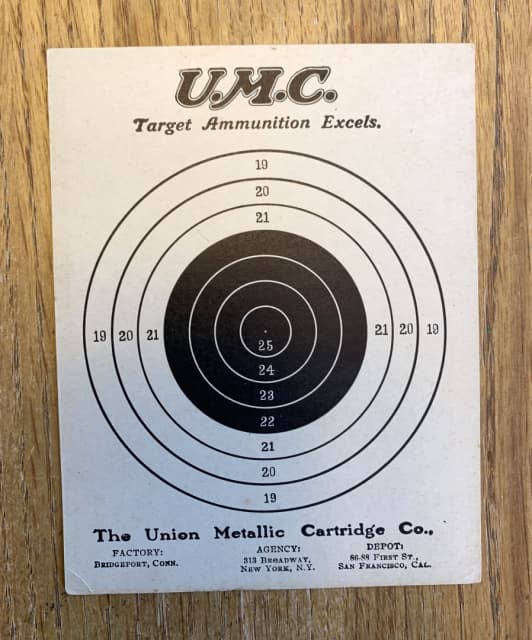 U.M.C.
Target Ammunition Excels.
19
20
21
19 20 21 21 20 19
25
24
23
22
21
20
19
The Union Metallic Cartridge Co.,
FACTORY: AGENCY: DEPOT:
BRIDGEPORT, CONN. 313 BROADWAY, 86-88 FIRST ST.,
NEW YORK, N.Y. SAN FRANCISCO, CAL.